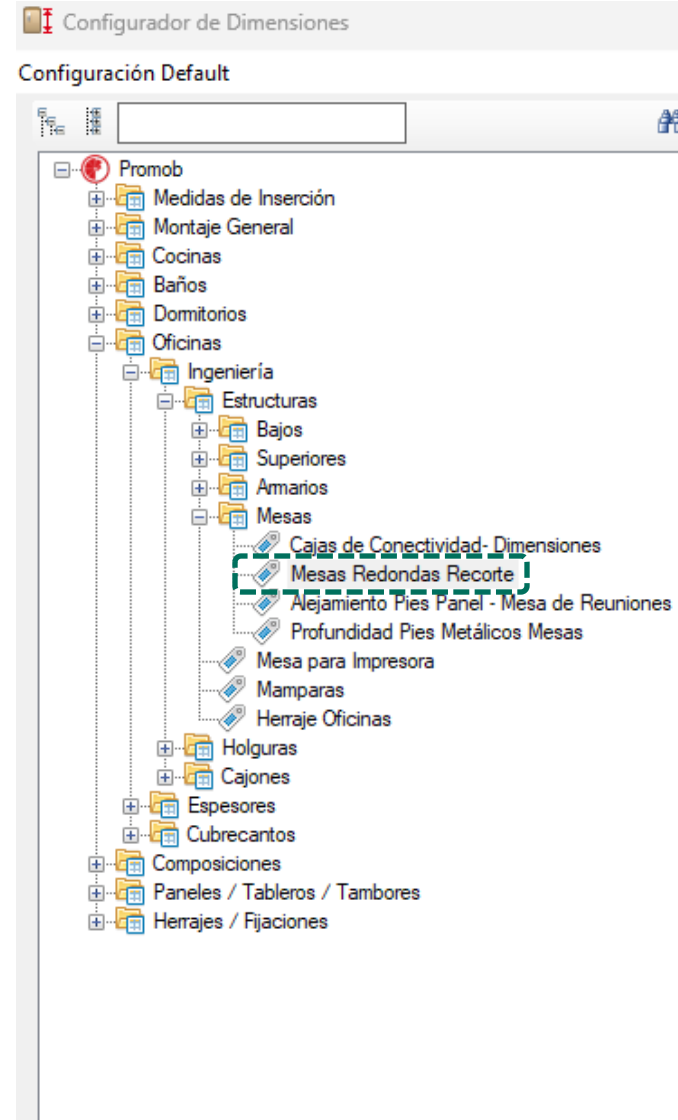 Configurador de Dimensiones
Configuración Default
Promob
Medidas de Inserción
Montaje General
Cocinas
Baños
Dormitorios
Oficinas
Ingeniería
Estructuras
Bajos
Superiores
Armarios
Mesas
Cajas de Conectividad- Dimensiones
Mesas Redondas Recorte
Alejamiento Pies Panel - Mesa de Reuniones
Profundidad Pies Metálicos Mesas
Mesa para Impresora
Mamparas
Herraje Oficinas
Holguras
Cajones
Espesores
Cubrecantos
Composiciones
Paneles / Tableros / Tambores
Herrajes / Fijaciones